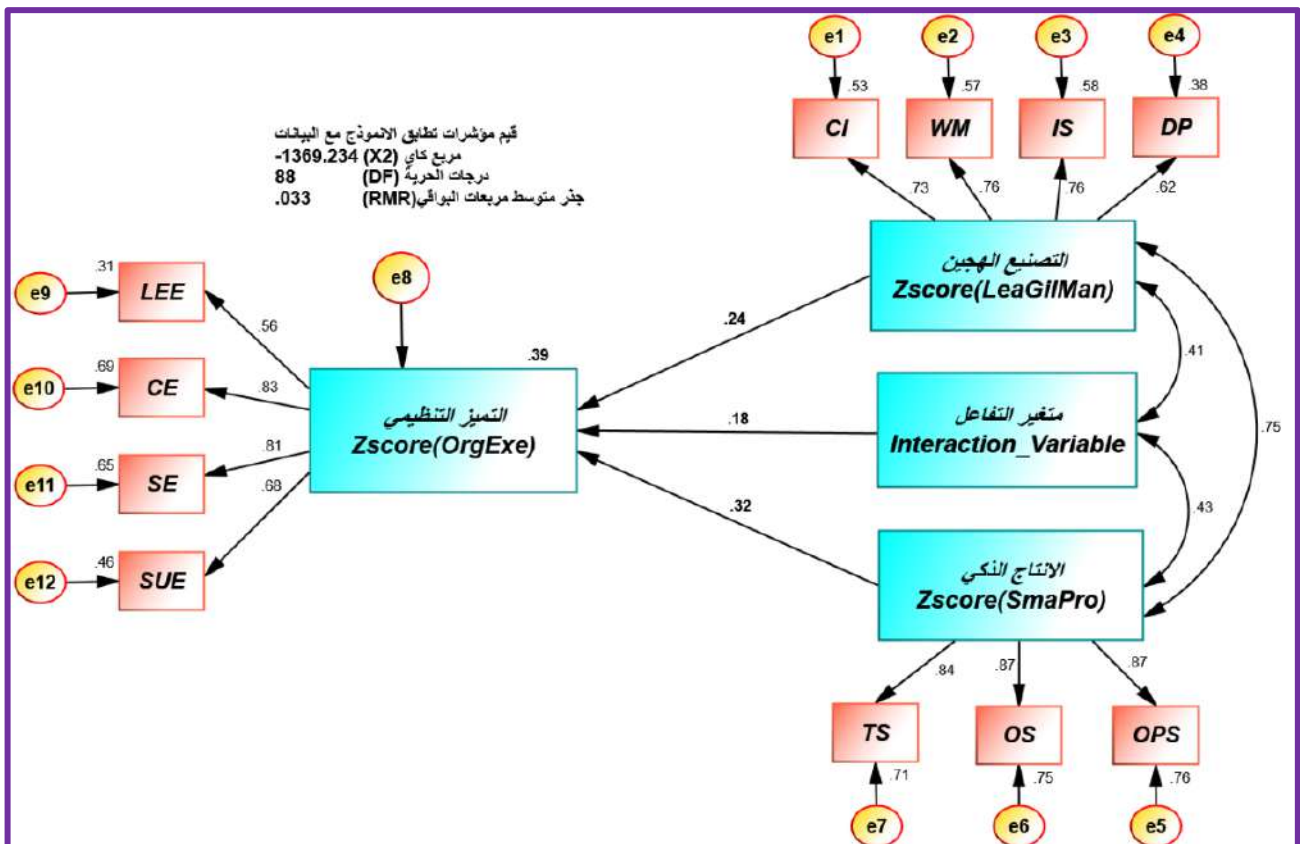 e1 e2 e3 e4
.53 .57 .58 .38
CI WM IS DP
.73 .76 .76 .62
قيم مؤشرات تطابق الانموذج مع البيانات
مربع كاي (X2) -1369.234
درجات الحرية (DF) 88
جذر متوسط مربعات البواقي(RMR) .033
التصنيع الهجين
Zscore(LeaGilMan)
e8
e9 .31 LEE
.56
.24
.41
e10 .69 CE
.83
.39
التميز التنظيمي
Zscore(OrgExe)
.18
متغير التفاعل
Interaction_Variable
.75
e11 .65 SE
.81
.68
.32
.43
e12 .46 SUE
الانتاج الذكي
Zscore(SmaPro)
.84 .87 .87
TS OS OPS
.71 .75 .76
e7 e6 e5